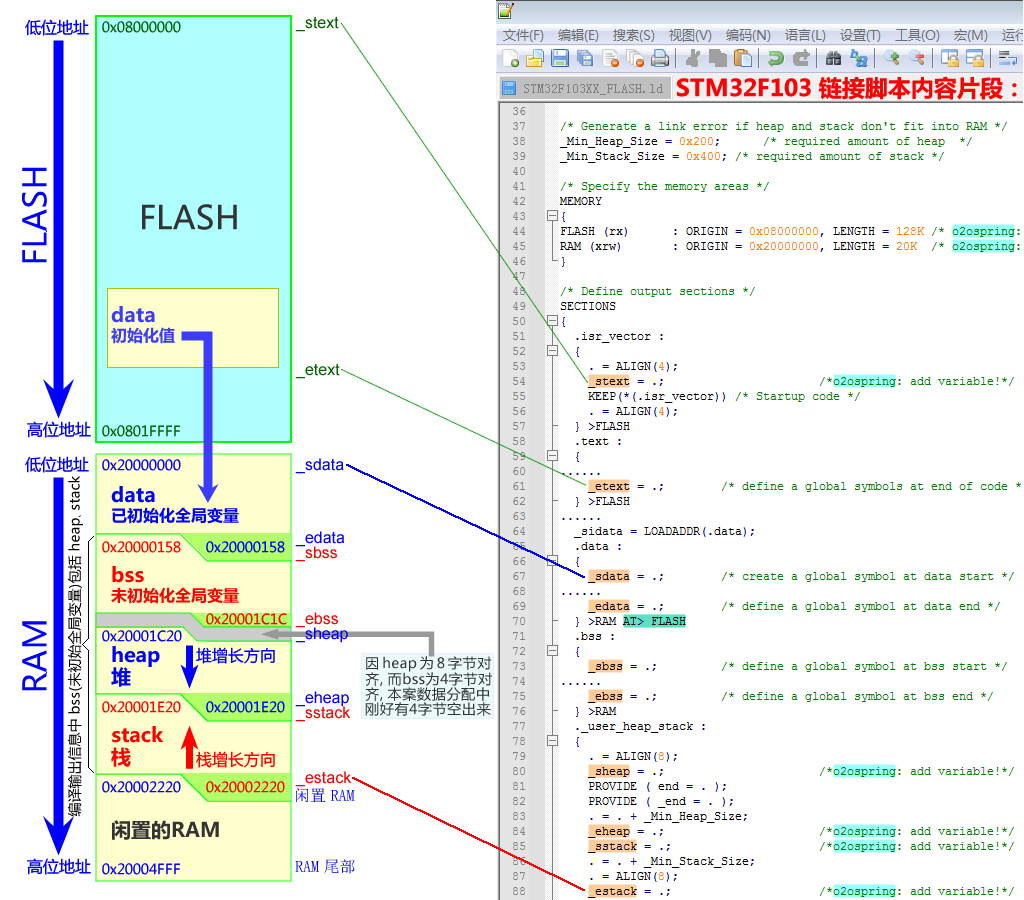 低位地址
0x08000000
_stext
FLASH
FLASH
data
初始化值
_etext
高位地址
0x0801FFFF
低位地址
0x20000000
_sdata
data
已初始化全局变量
_edata
0x20000158
0x20000158
_sbss
bss
未初始化全局变量
0x20001C1C
_ebss
0x20001C20
_sheap
heap
堆
堆增长方向
因 heap 为 8 字节对
齐, 而bss为4字节对
齐, 本案数据分配中
刚好有4字节空出来
_eheap
0x20001E20
0x20001E20
_sstack
stack
栈
栈增长方向
_estack
0x20002220
0x20002220
闲置 RAM
闲置的RAM
高位地址
0x20004FFF
RAM 尾部
RAM
编译输出信息中 bss(未初始全局变量)包括 heap, stack
文件(F) 编辑(E) 搜索(S) 视图(V) 编码(N) 语言(L) 设置(T) 工具(O) 宏(M) 运行
STM32F103XX_FLASH.ld
STM32F103 链接脚本内容片段：
36
37 /* Generate a link error if heap and stack don't fit into RAM */
38 _Min_Heap_Size = 0x200; /* required amount of heap */
39 _Min_Stack_Size = 0x400; /* required amount of stack */
40
41 /* Specify the memory areas */
42 MEMORY
43 {
44 FLASH (rx) : ORIGIN = 0x08000000, LENGTH = 128K /* o2ospring:
45 RAM (xrw) : ORIGIN = 0x20000000, LENGTH = 20K /* o2ospring:
46 }
47
48 /* Define output sections */
49 SECTIONS
50 {
51 .isr_vector :
52 {
53 . = ALIGN(4);
54 _stext = .; /*o2ospring: add variable!*/
55 KEEP(*(.isr_vector)) /* Startup code */
56 . = ALIGN(4);
57 } >FLASH
58 .text :
59 {
60 ......
61 _etext = .; /* define a global symbols at end of code *
62 } >FLASH
63 ......
64 _sidata = LOADADDR(.data);
65 .data :
66 {
67 _sdata = .; /* create a global symbol at data start */
68 ......
69 _edata = .; /* define a global symbol at data end */
70 } >RAM AT> FLASH
71 .bss :
72 {
73 _sbss = .; /* define a global symbol at bss start */
74 ......
75 _ebss = .; /* define a global symbol at bss end */
76 } >RAM
77 ._user_heap_stack :
78 {
79 . = ALIGN(8);
80 _sheap = .; /*o2ospring: add variable!*/
81 PROVIDE ( end = . );
82 PROVIDE ( _end = . );
83 . = . + _Min_Heap_Size;
84 _eheap = .; /*o2ospring: add variable!*/
85 _sstack = .; /*o2ospring: add variable!*/
86 . = . + _Min_Stack_Size;
87 . = ALIGN(8);
88 _estack = .; /*o2ospring: add variable!*/